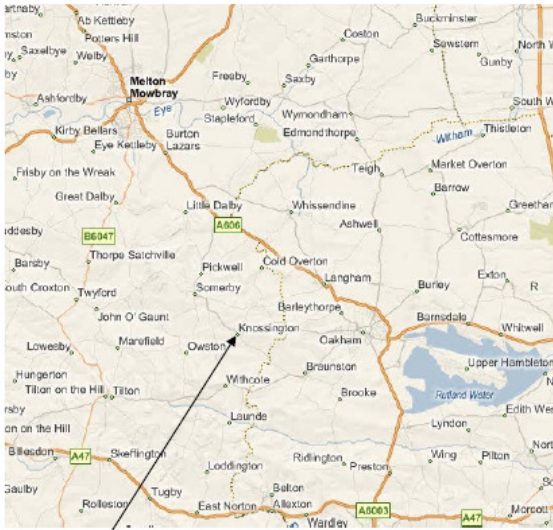 Ab Kettleby
Buckminster
Potters Hill
Coston
Saxelbye
Welby
Sewstern
North W
Garthorpe
Gunby
Freeby
Saxby
Melton
Mowbray
Ashfordby
Eye
Wyfordby
Wymondham
South W
Stapleford
Edmondthorpe
Witham
Thistleton
Kirby Bellars
Burton
Lazars
Eye Kettleby
Frisby on the Wreak
Teigh
Market Overton
Barrow
Great Dalby
Little Dalby
Whissendine
Greetham
A606
Ashwell
Cottesmore
B6047
Thorpe Satchville
Barsby
Cold Overton
Pickwell
Langham
Burley
Exton
R
South Croxton
Twyford
Somerby
Barleythorpe
John O' Gaunt
Knossington
Barnsdale
Whitwell
Oakham
Lowesby
Marefield
Owston
Braunston
Upper Hambleton
Hungerton
Rutland Water
Tilton on the Hill
Tilton
Withcote
Brooke
Launde
Lyndon
Edith We
on on the Hill
Billesdon
A47
Skeffington
Loddington
Ridlington
Wing
Pilton
Preston
Gaulby
Rolleston
Tugby
East Norton
Belton
Allexton
A6003
A47
Morcott
Wardley